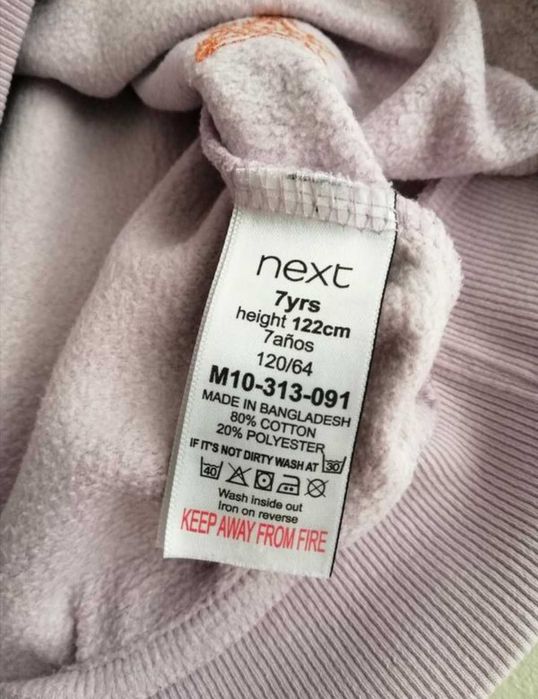 next
7yrs
height 122cm
7años
120/64
M10-313-091
MADE IN BANGLADESH
80% COTTON
20% POLYESTER
IF IT'S NOT DIRTY WASH AT 30°
40°
Wash inside out
Iron on reverse
KEEP AWAY FROM FIRE